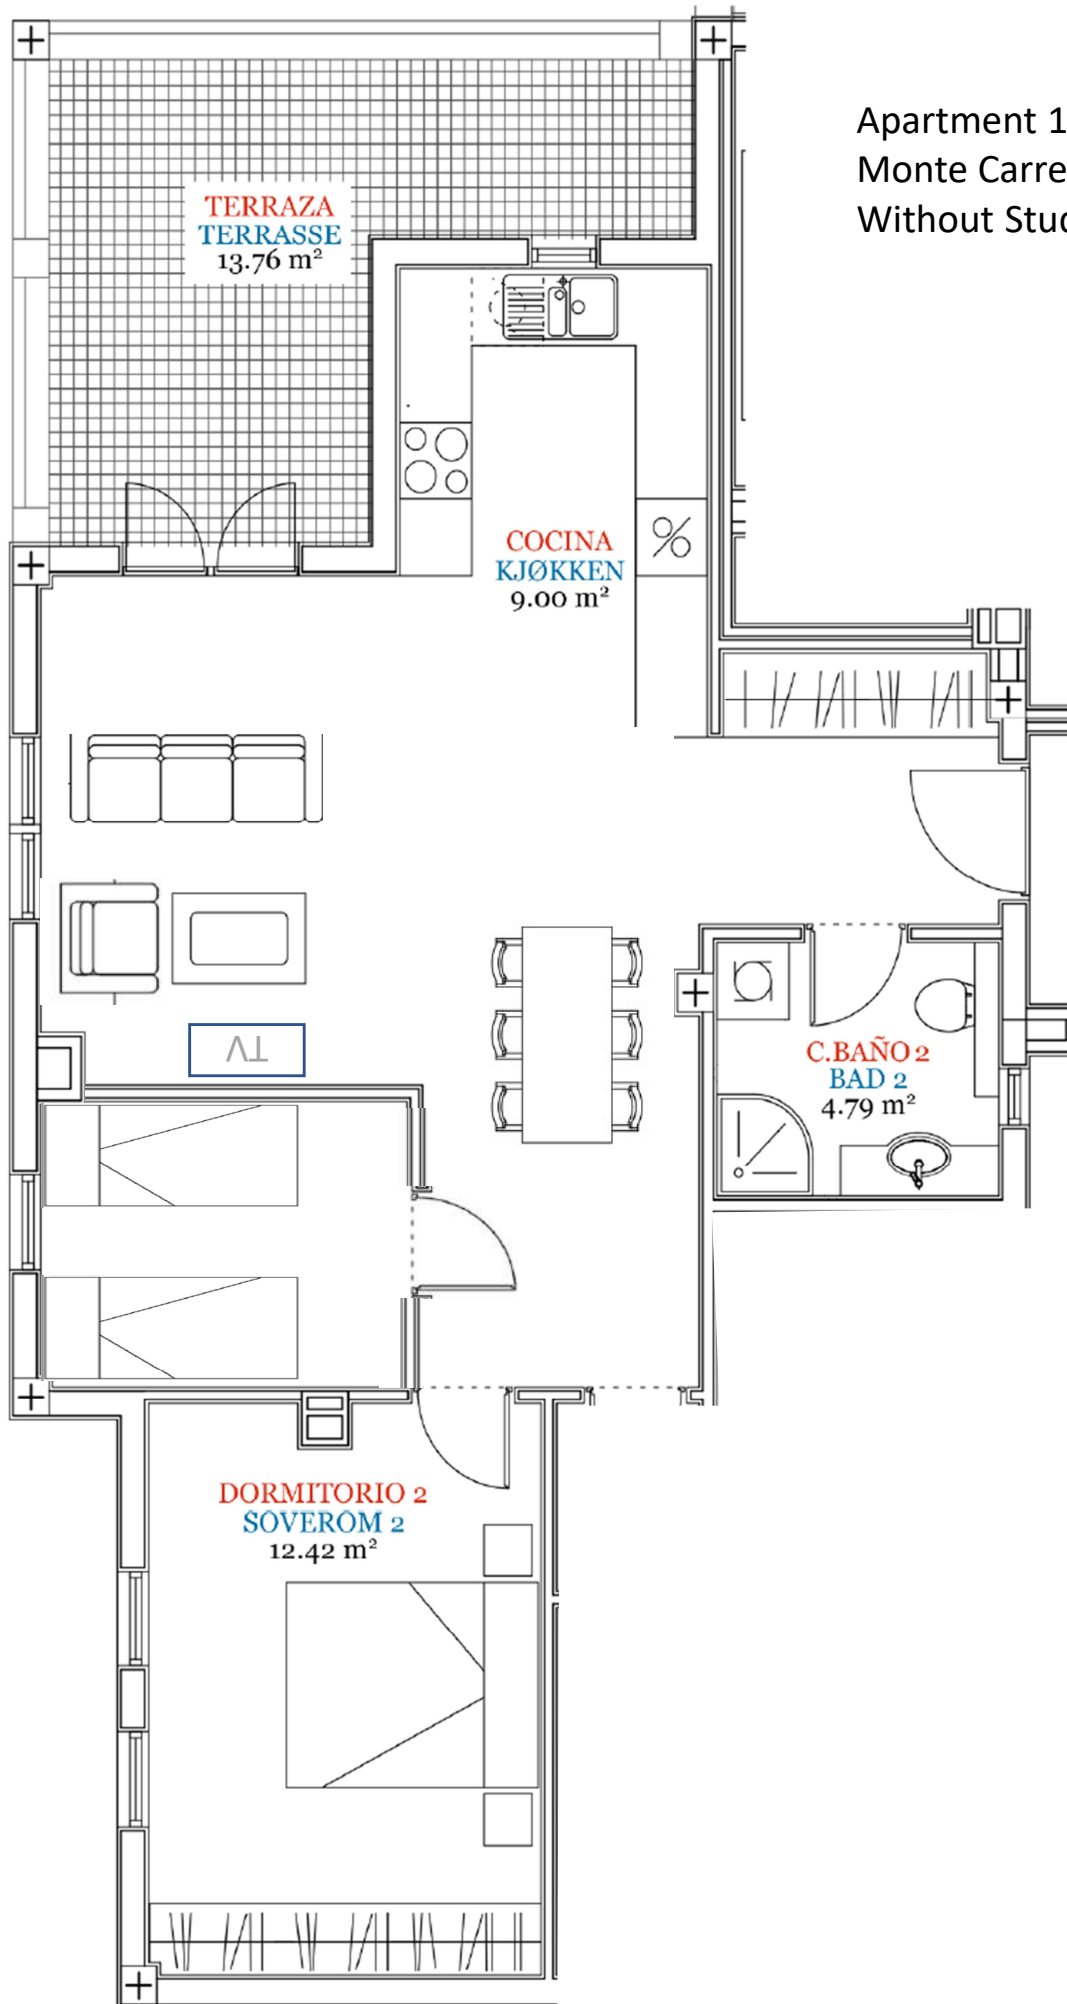 Apartment 1
Monte Carre
Without Stud
TERRAZA
TERRASSE
13.76 m²
COCINA
KJØKKEN
9.00 m²
TV
C.BAÑO 2
BAD 2
4.79 m²
DORMITORIO 2
SOVEROM 2
12.42 m²